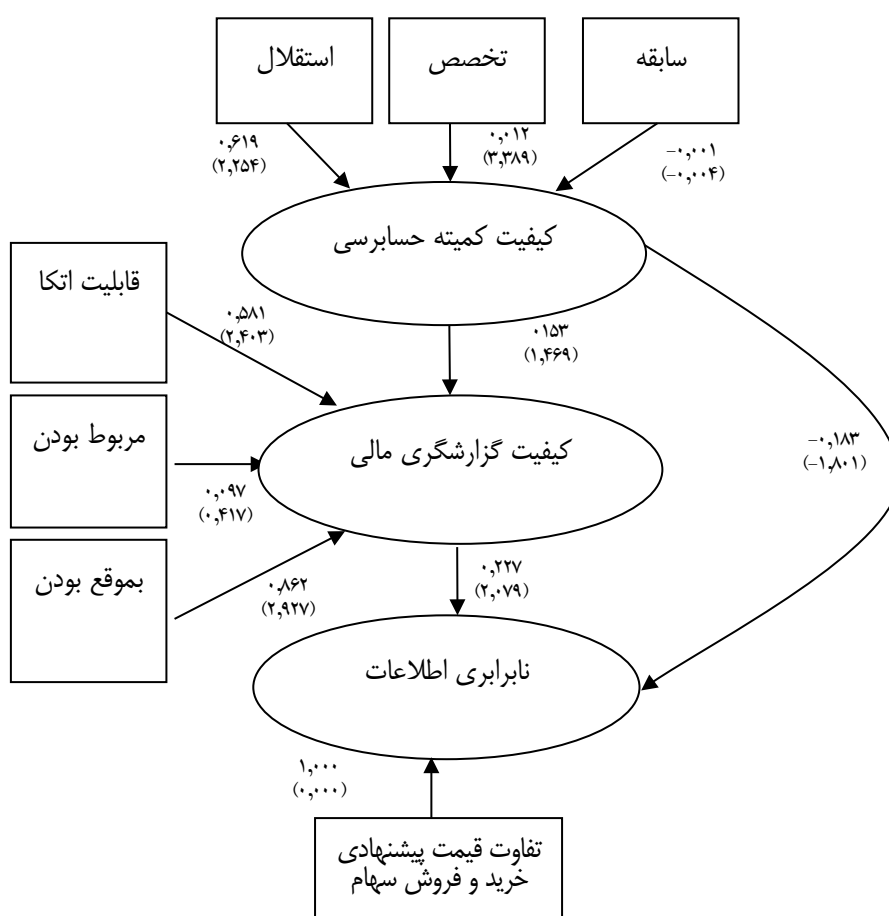 سابقه
تخصص
استقلال
-۰,۰۰۱
(-۰,۰۰۴)
۰,۰۱۲
(۳,۳۸۹)
۰,۶۱۹
(۲,۲۵۴)
کیفیت کمیته حسابرسی
قابلیت اتکا
۰,۵۸۱
(۲,۴۰۳)
۰۱۵۳
(۱,۴۶۹)
مربوط بودن
کیفیت گزارشگری مالی
-۰,۱۸۳
(-۱,۸۰۱)
۰,۰۹۷
(۰,۴۱۷)
بموقع بودن
۰,۸۶۲
(۲,۹۲۷)
۰,۲۲۷
(۲,۰۷۹)
نابرابری اطلاعات
۱,۰۰۰
(۰,۰۰۰)
تفاوت قیمت پیشنهادی
خرید و فروش سهام